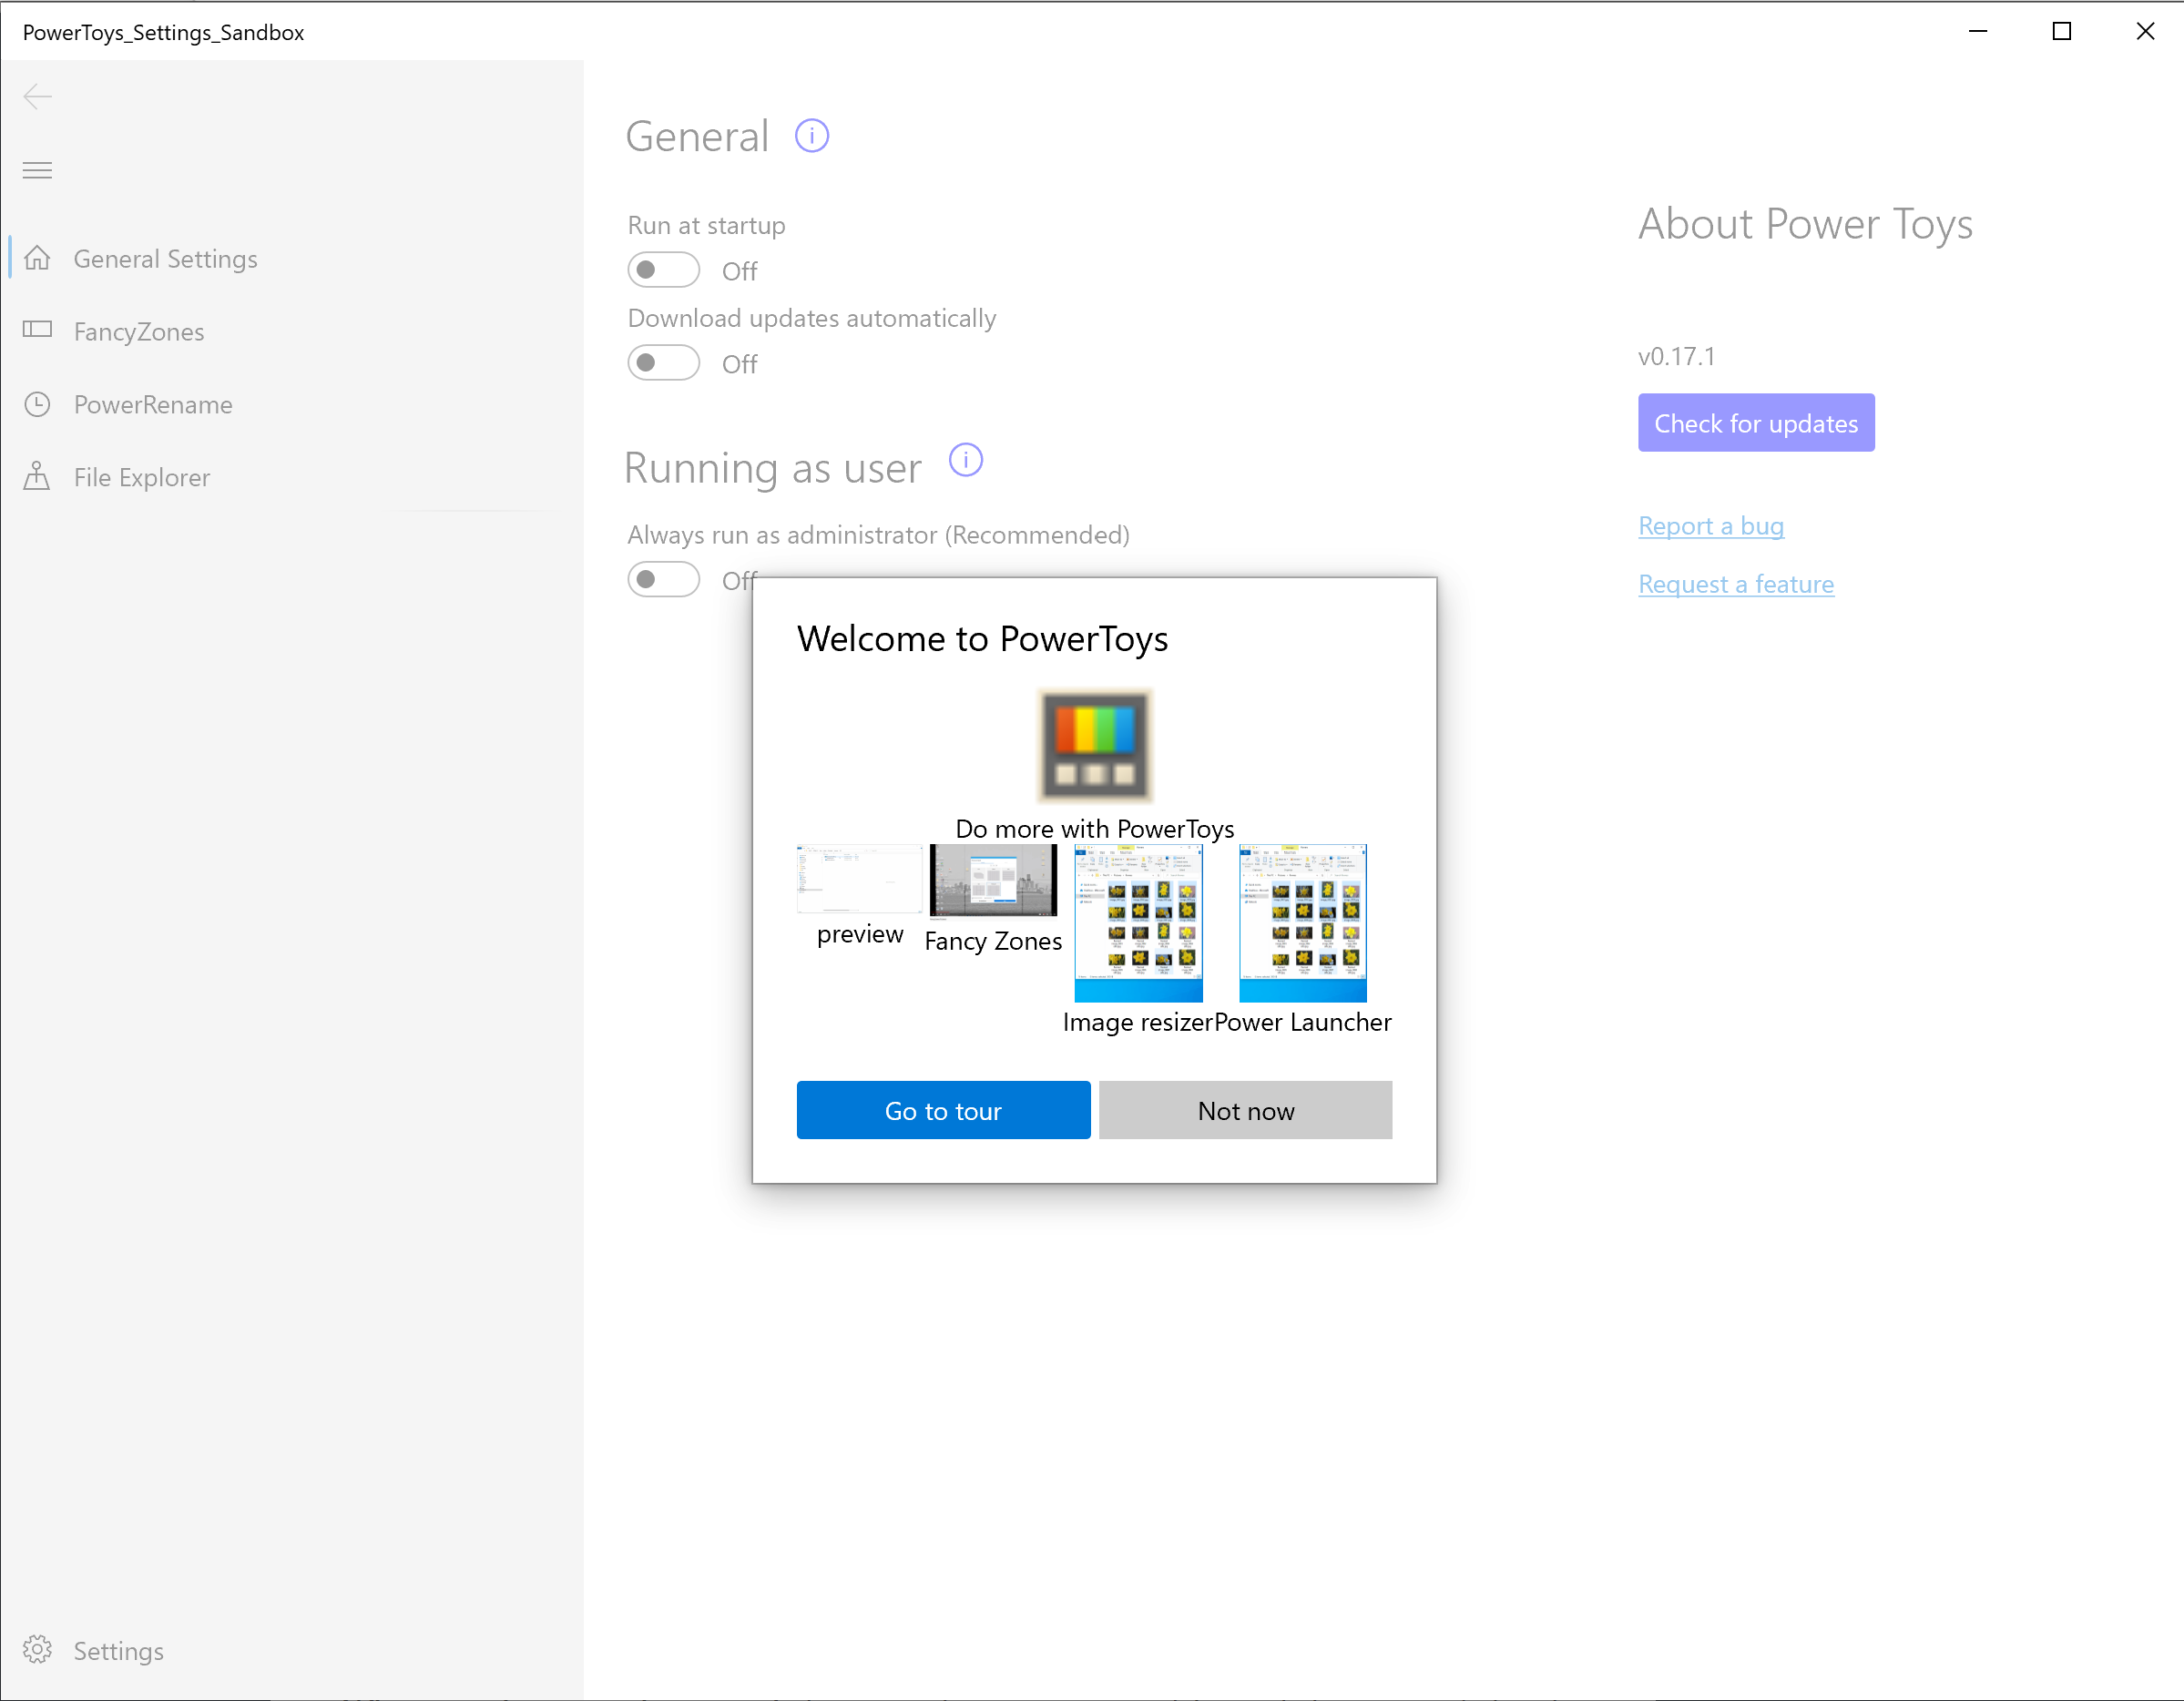 PowerToys_Settings_Sandbox
General Settings
FancyZones
PowerRename
File Explorer
Settings
General
Run at startup
Off
Download updates automatically
Off
Running as user
Always run as administrator (Recommended)
Off
About Power Toys
v0.17.1
Check for updates
Report a bug
Request a feature
Welcome to PowerToys
Do more with PowerToys
preview
Fancy Zones
Image resizer
Power Launcher
Go to tour
Not now